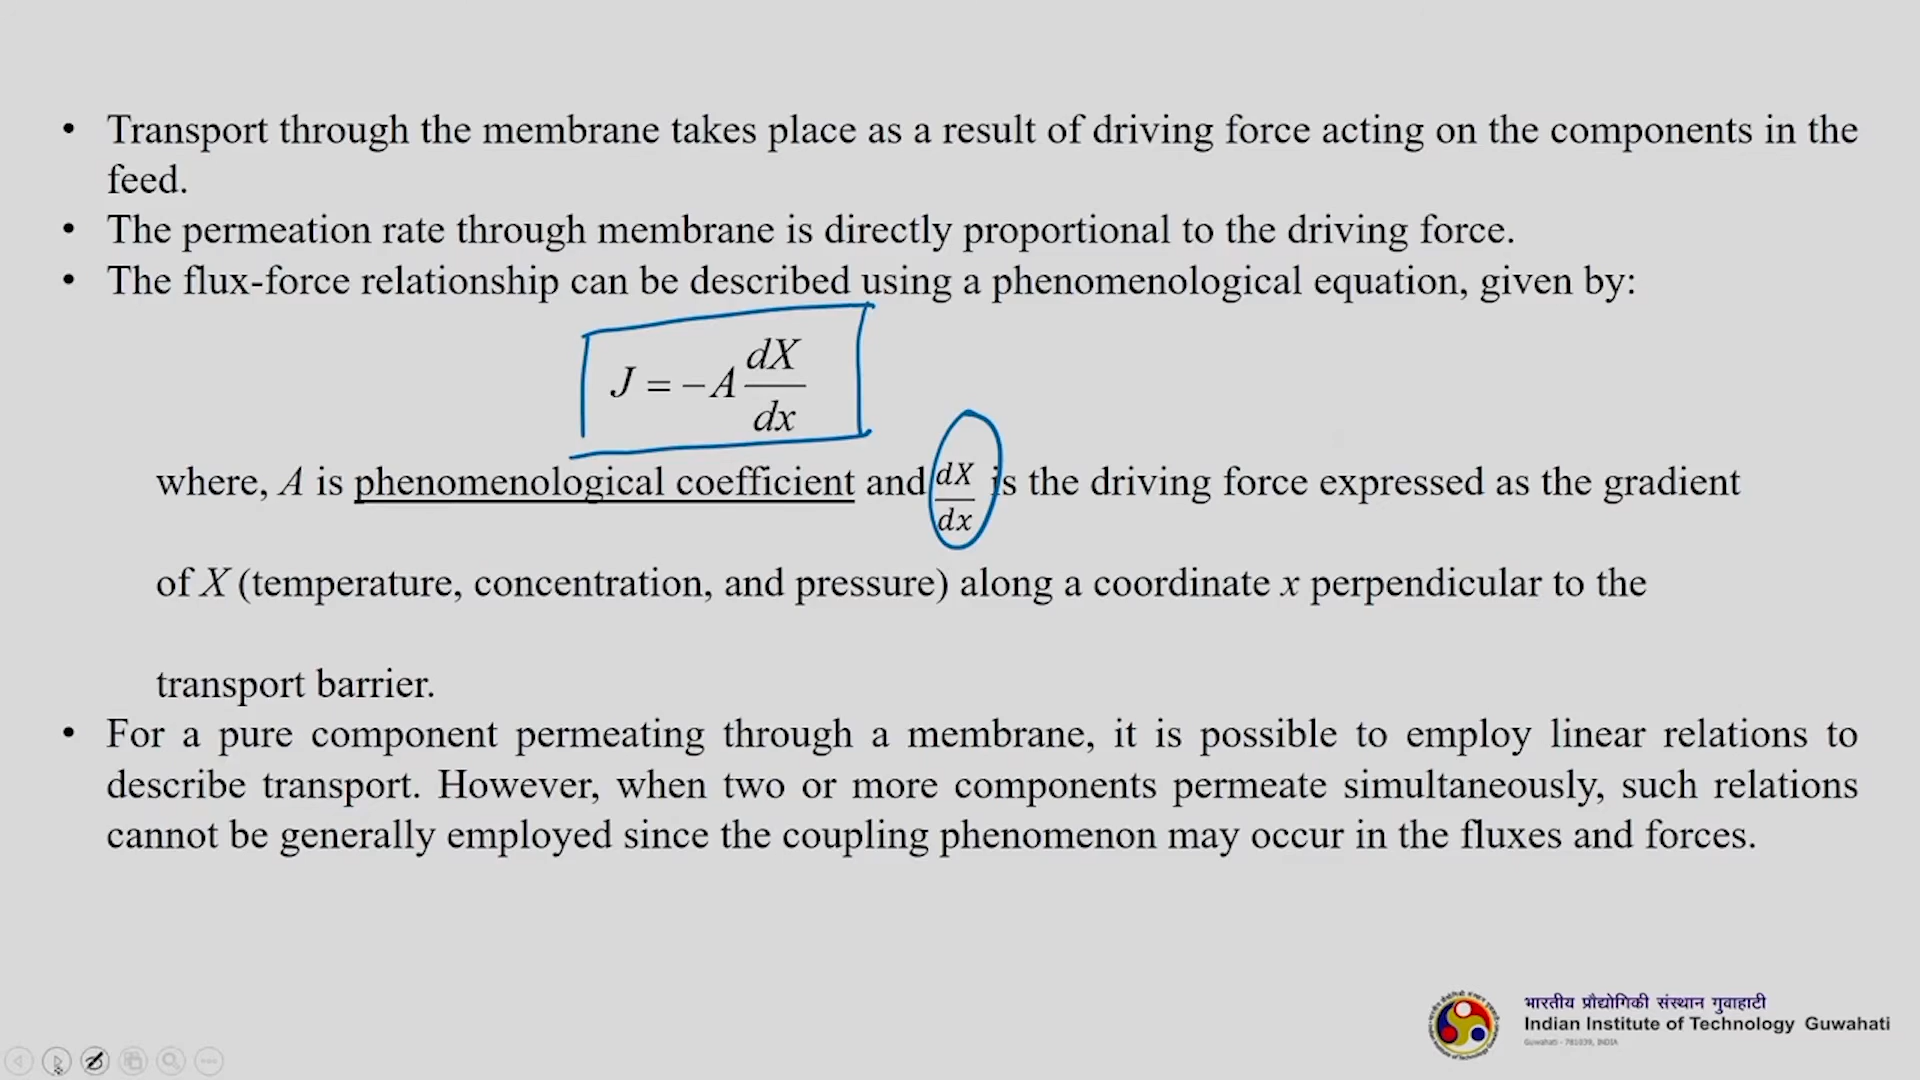 • Transport through the membrane takes place as a result of driving force acting on the components in the
feed.
• The permeation rate through membrane is directly proportional to the driving force.
• The flux-force relationship can be described using a phenomenological equation, given by:
J = −A dX/dx
where, A is phenomenological coefficient and dX/dx is the driving force expressed as the gradient
of X (temperature, concentration, and pressure) along a coordinate x perpendicular to the
transport barrier.
• For a pure component permeating through a membrane, it is possible to employ linear relations to
describe transport. However, when two or more components permeate simultaneously, such relations
cannot be generally employed since the coupling phenomenon may occur in the fluxes and forces.
भारतीय प्रौद्योगिकी संस्थान गुवाहाटी
Indian Institute of Technology Guwahati
Guwahati - 781039, INDIA